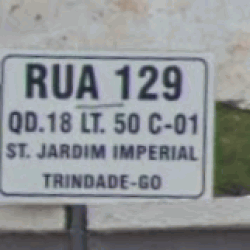 RUA 129
QD.18 LT. 50 C-01
ST. JARDIM IMPERIAL
TRINDADE-GO